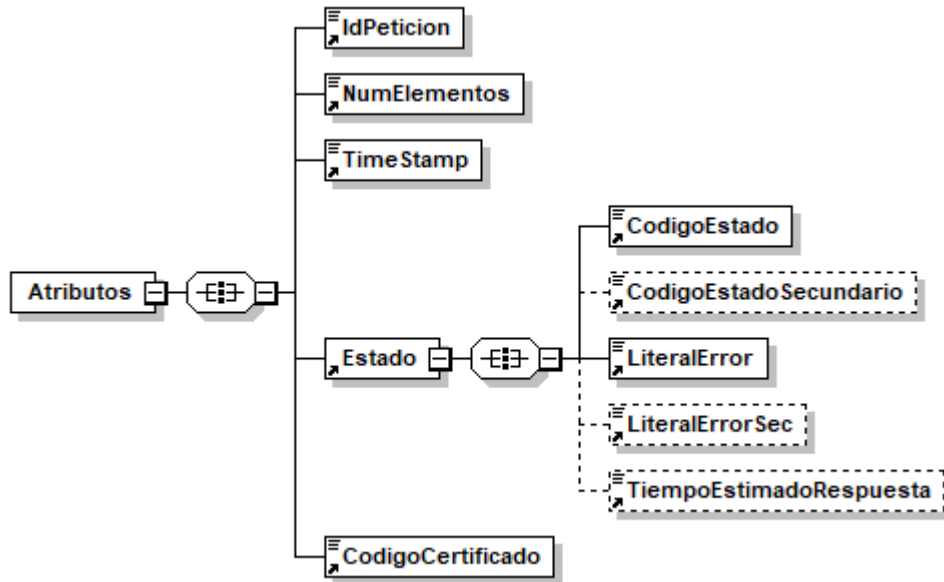 IdPeticion
NumElementos
TimeStamp
CodigoEstado
CodigoEstadoSecundario
Atributos
Estado
LiteralError
LiteralErrorSec
TiempoEstimadoRespuesta
CodigoCertificado